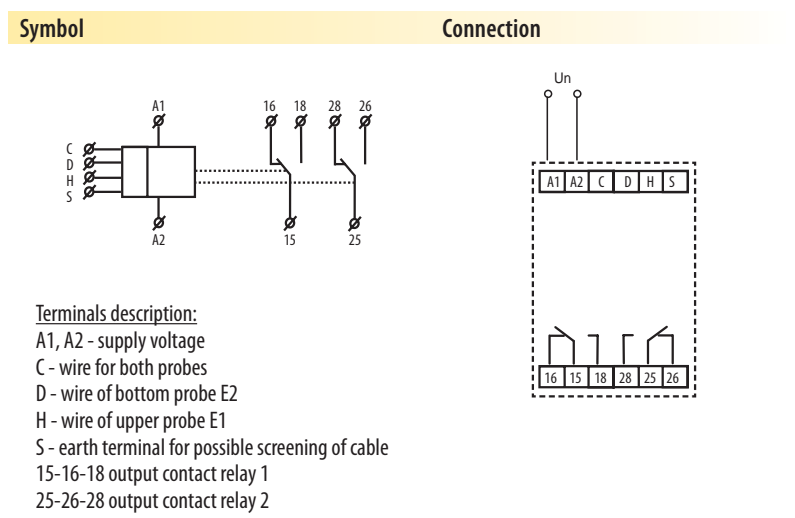 Symbol
Connection
A1
16 18 28 26
C
D
H
S
A2
15
25
Un
A1 A2 C D H S
16 15 18 28 25 26
Terminals description:
A1, A2 - supply voltage
C - wire for both probes
D - wire of bottom probe E2
H - wire of upper probe E1
S - earth terminal for possible screening of cable
15-16-18 output contact relay 1
25-26-28 output contact relay 2